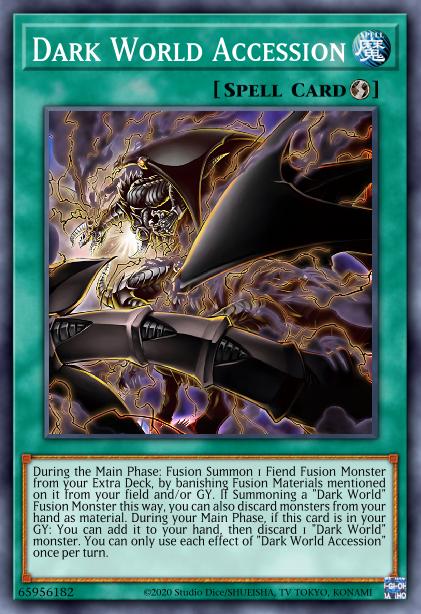 DARK WORLD ACCESSION
SPELL
魔
[SPELL CARD]
During the Main Phase: Fusion Summon 1 Fiend Fusion Monster
from your Extra Deck, by banishing Fusion Materials mentioned
on it from your field and/or GY. If Summoning a "Dark World"
Fusion Monster this way, you can also discard monsters from your
hand as material. During your Main Phase, if this card is in your
GY: You can add it to your hand, then discard 1 "Dark World"
monster. You can only use each effect of "Dark World Accession"
once per turn.
65956182
©2020 Studio Dice/SHUEISHA, TV TOKYO, KONAMI